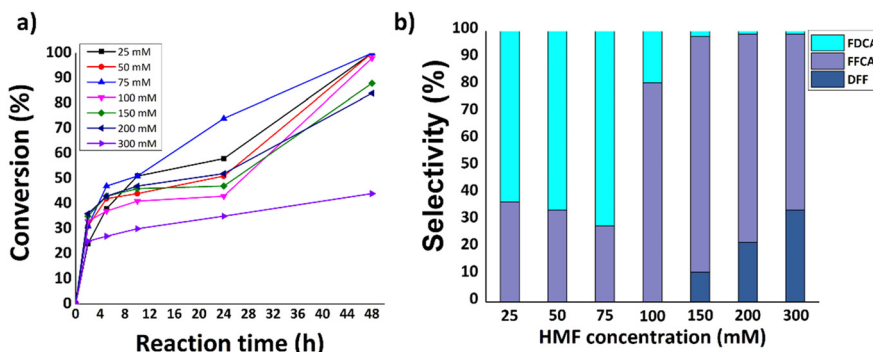 a)
Conversion (%)
100
90
80
70
60
50
40
30
20
10
0
25 mM
50 mM
75 mM
100 mM
150 mM
200 mM
300 mM
0 4 8 12 16 20 24 28 32 36 40 44 48
Reaction time (h)
b)
Selectivity (%)
100
90
80
70
60
50
40
30
20
10
0
FDCA
FFCA
DFF
25 50 75 100 150 200 300
HMF concentration (mM)